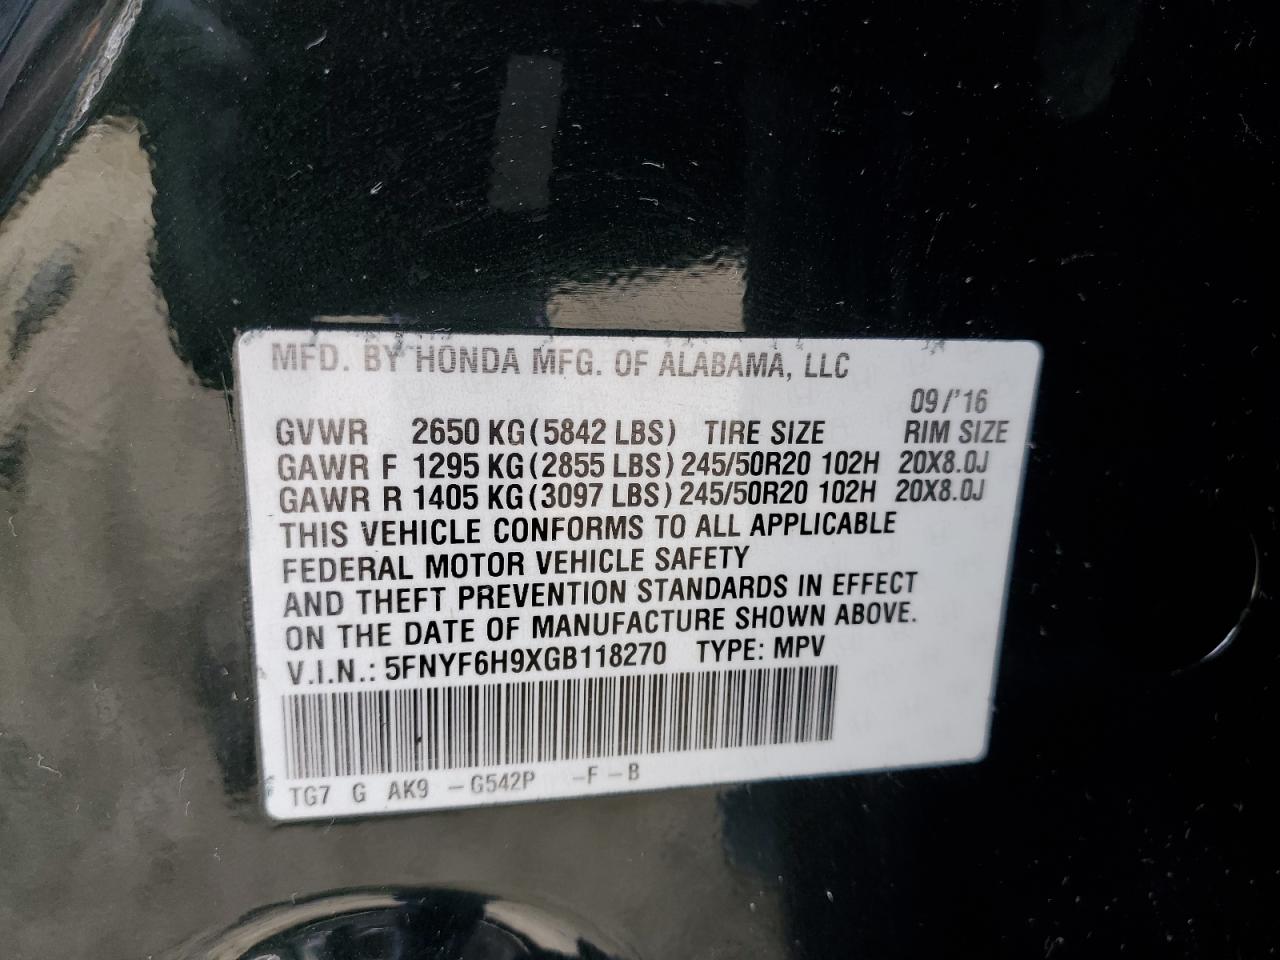 MFD. BY HONDA MFG. OF ALABAMA, LLC
09/'16
GVWR 2650 KG(5842 LBS) TIRE SIZE RIM SIZE
GAWR F 1295 KG(2855 LBS) 245/50R20 102H 20X8.0J
GAWR R 1405 KG(3097 LBS) 245/50R20 102H 20X8.0J
THIS VEHICLE CONFORMS TO ALL APPLICABLE
FEDERAL MOTOR VEHICLE SAFETY
AND THEFT PREVENTION STANDARDS IN EFFECT
ON THE DATE OF MANUFACTURE SHOWN ABOVE.
V.I.N.: 5FNYF6H9XGB118270 TYPE: MPV
TG7 G AK9 -G542P -F-B